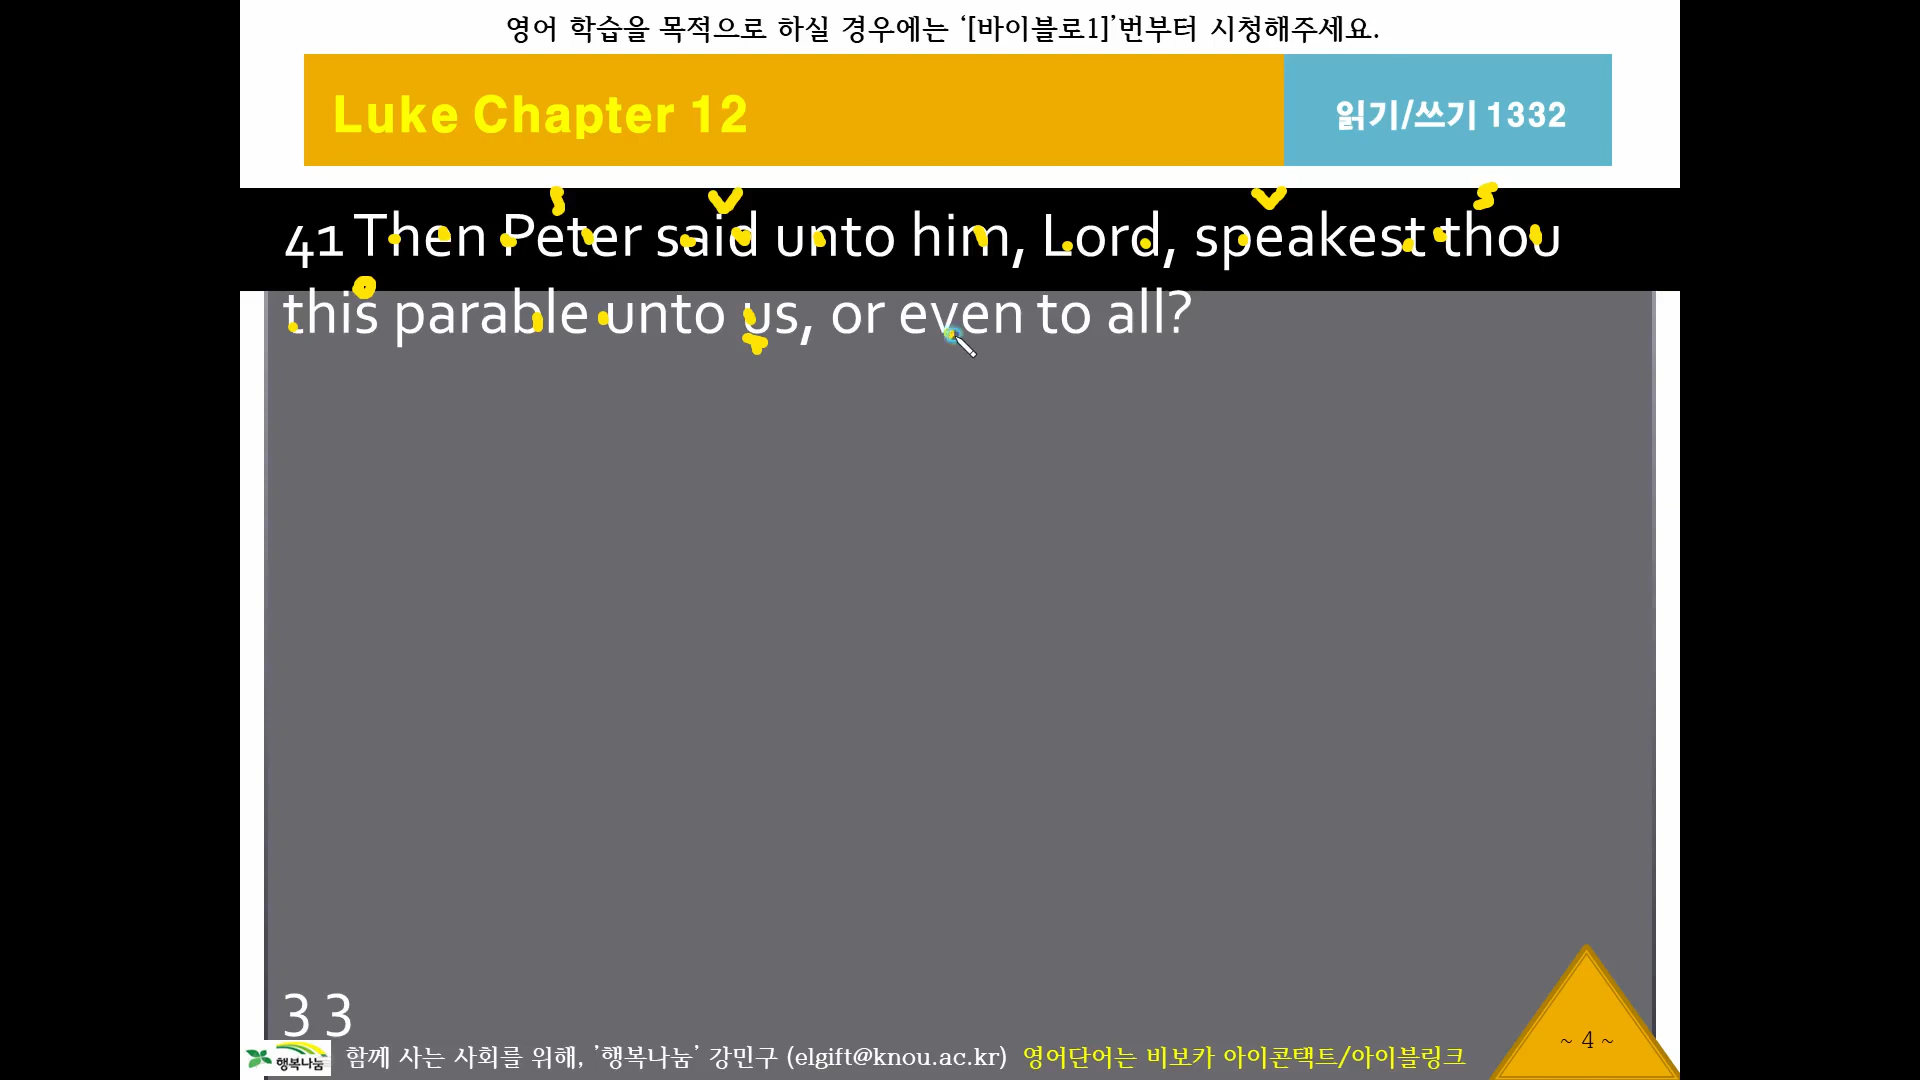 영어 학습을 목적으로 하실 경우에는 ‘[바이블로1]’번부터 시청해주세요.
Luke Chapter 12
읽기/쓰기 1332
41 Then Peter said unto him, Lord, speakest thou
this parable unto us, or even to all?
3 3
행복나눔 함께 사는 사회를 위해, ’행복나눔’ 강민구 (elgift@knou.ac.kr) 영어단어는 비보카 아이콘택트/아이블링크
~ 4 ~